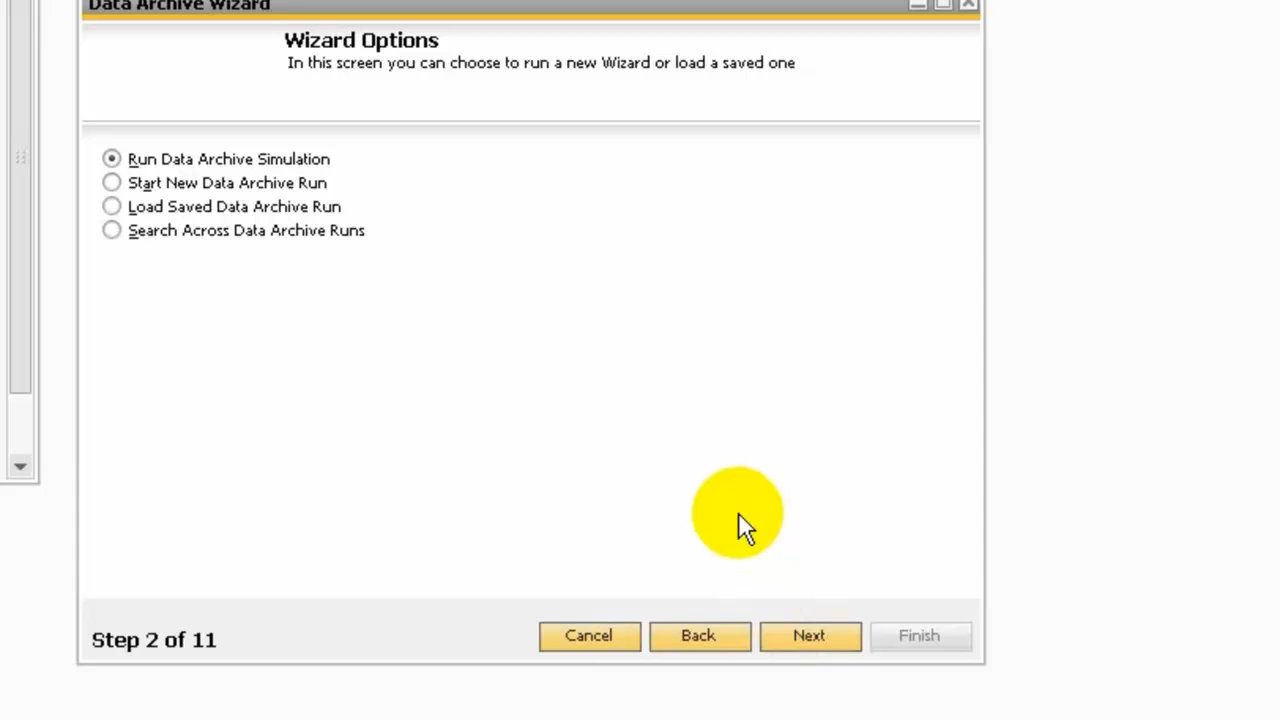 Data Archive Wizard
Wizard Options
In this screen you can choose to run a new Wizard or load a saved one
Run Data Archive Simulation
Start New Data Archive Run
Load Saved Data Archive Run
Search Across Data Archive Runs
Step 2 of 11
Cancel
Back
Next
Finish